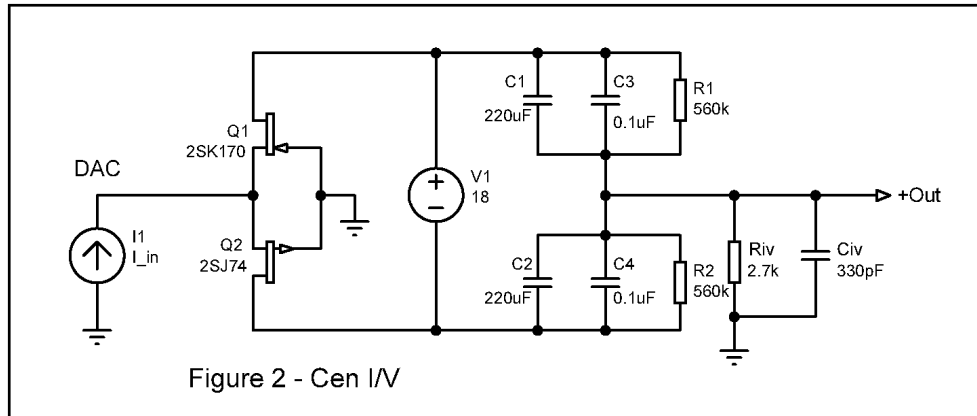 C1
220uF
C3
0.1uF
R1
560k
Q1
2SK170
DAC
V1
18
+Out
I1
I_in
Q2
2SJ74
C2
220uF
C4
0.1uF
R2
560k
Riv
2.7k
Civ
330pF
Figure 2 - Cen I/V